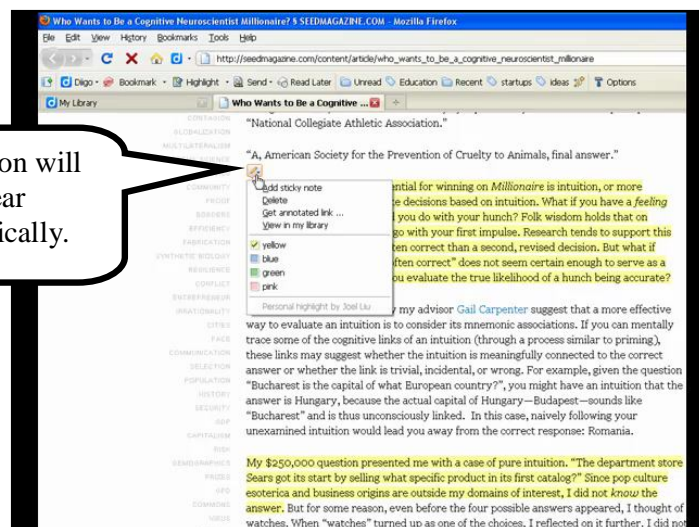 Who Wants to Be a Cognitive Neuroscientist Millionaire? § SEEDMAGAZINE.COM - Mozilla Firefox
File Edit View History Bookmarks Tools Help
http://seedmagazine.com/content/article/who_wants_to_be_a_cognitive_neuroscientist_millionaire
Diigo Bookmark Highlight Send Read Later Unread Education Recent startups ideas Options
My Library Who Wants to Be a Cognitive ...
"National Collegiate Athletic Association."
"A, American Society for the Prevention of Cruelty to Animals, final answer."
on will
ear
ically.
Add sticky note
Delete
Get annotated link ...
View in my library
yellow
blue
green
pink
Personal highlight by Joel Liu
ential for winning on Millionaire is intuition, or more
e decisions based on intuition. What if you have a feeling
you do with your hunch? Folk wisdom holds that on
go with your first impulse. Research tends to support this
ten correct than a second, revised decision. But what if
often correct" does not seem certain enough to serve as a
ou evaluate the true likelihood of a hunch being accurate?
my advisor Gail Carpenter suggest that a more effective
way to evaluate an intuition is to consider its mnemonic associations. If you can mentally
trace some of the cognitive links of an intuition (through a process similar to priming),
these links may suggest whether the intuition is meaningfully connected to the correct
answer or whether the link is trivial, incidental, or wrong. For example, given the question
"Bucharest is the capital of what European country?", you might have an intuition that the
answer is Hungary, because the actual capital of Hungary—Budapest—sounds like
"Bucharest" and is thus unconsciously linked. In this case, naively following your
unexamined intuition would lead you away from the correct response: Romania.
My $250,000 question presented me with a case of pure intuition. "The department store
Sears got its start by selling what specific product in its first catalog?" Since pop culture
esoterica and business origins are outside my domains of interest, I did not know the
answer. But for some reason, even before the four possible answers appeared, I thought of
watches. When "watches" turned up as one of the choices, I reflected on it further. I did not
CONTAGION
GLOBALIZATION
MULTILATERALISM
SCIENCE
COMMUNITY
PROOF
BORDERS
EFFICIENCY
FABRICATION
SYNTHETIC BIOLOGY
RESILIENCE
CONFLICT
ENTREPRENEUR
IRRATIONALITY
CITIES
FACE
COMMUNICATION
SELECTION
POPULATION
HISTORY
SECURITY
GDP
CAPITALISM
RISK
DEMOGRAPHICS
PRIZES
UFO
COMMONS
VIRUS